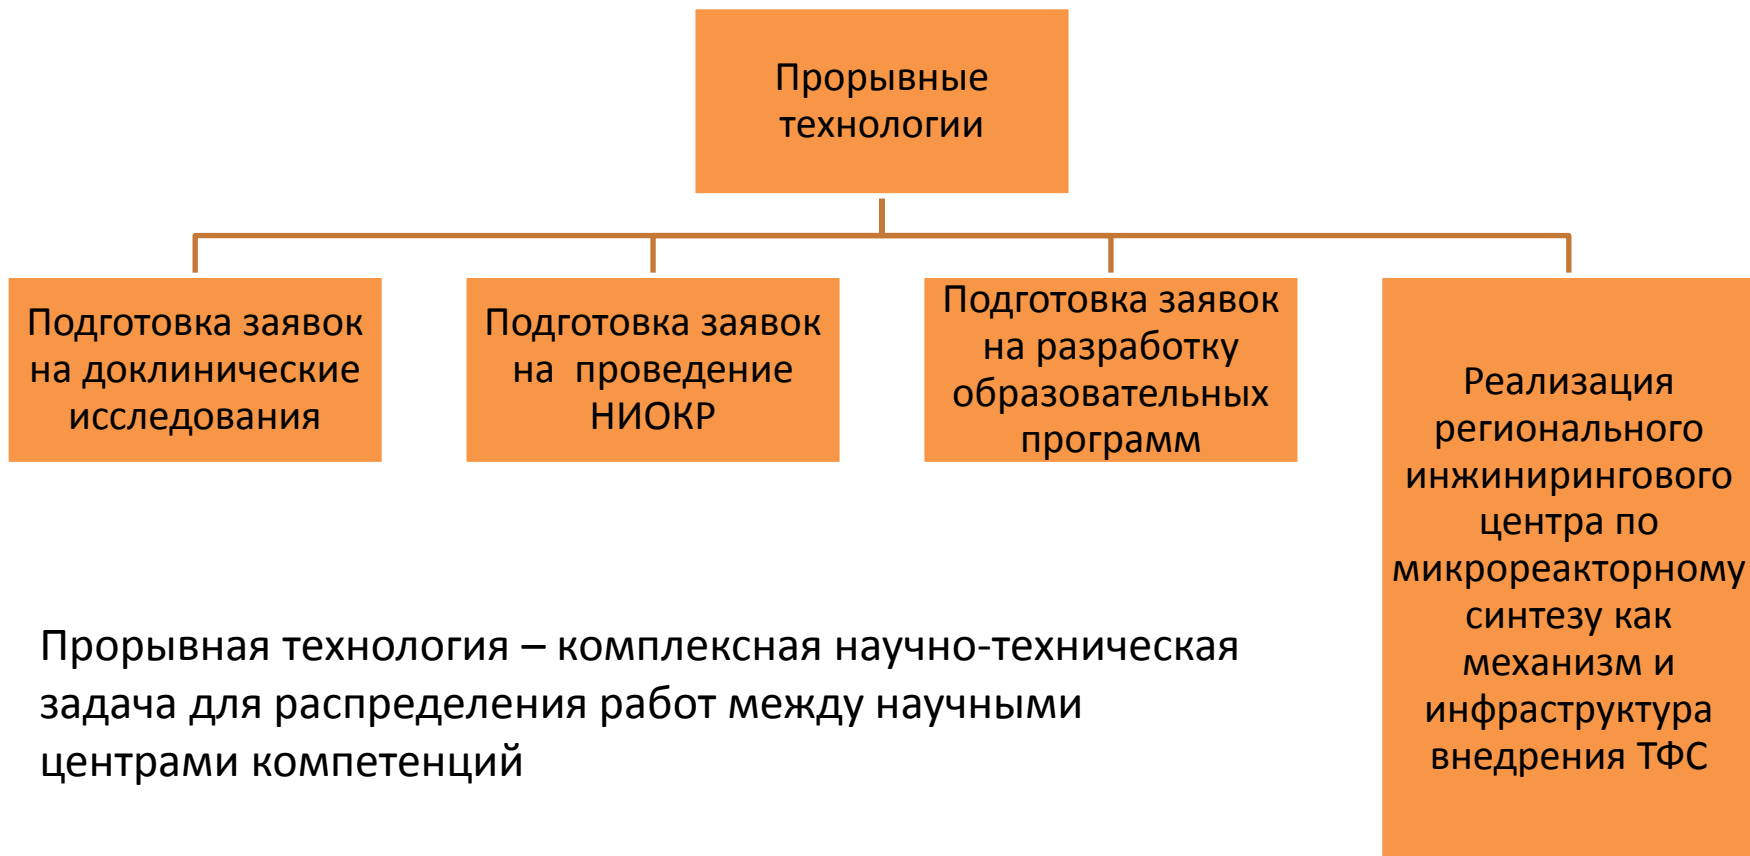 Прорывные
технологии
Подготовка заявок
на доклинические
исследования
Подготовка заявок
на  проведение
НИОКР
Подготовка заявок
на разработку
образовательных
программ
Реализация
регионального
инжинирингового
центра по
микрореакторному
синтезу как
механизм и
инфраструктура
внедрения ТФС
Прорывная технология – комплексная научно-техническая
задача для распределения работ между научными
центрами компетенций